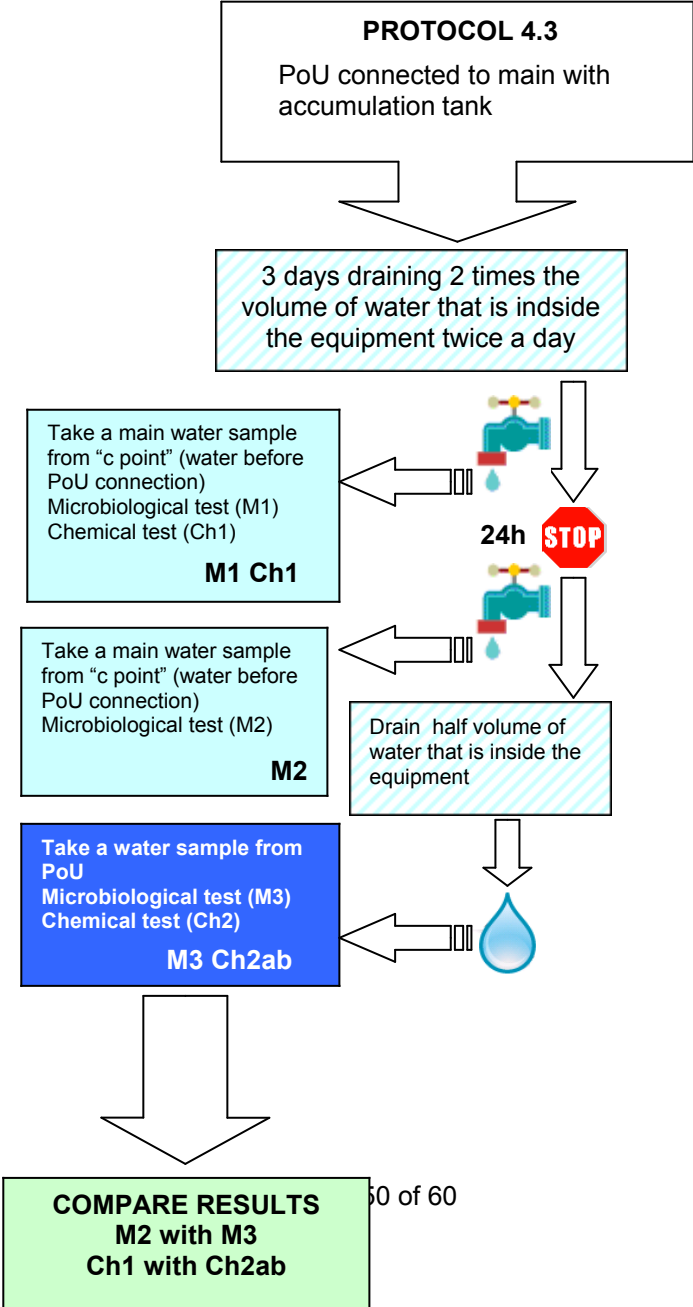 PROTOCOL 4.3
PoU connected to main with
accumulation tank
3 days draining 2 times the
volume of water that is indside
the equipment twice a day
Take a main water sample
from “c point” (water before
PoU connection)
Microbiological test (M1)
Chemical test (Ch1)
M1 Ch1
24h
STOP
Take a main water sample
from “c point” (water before
PoU connection)
Microbiological test (M2)
M2
Drain half volume of
water that is inside the
equipment
Take a water sample from
PoU
Microbiological test (M3)
Chemical test (Ch2)
M3 Ch2ab
COMPARE RESULTS
M2 with M3
Ch1 with Ch2ab
of 60